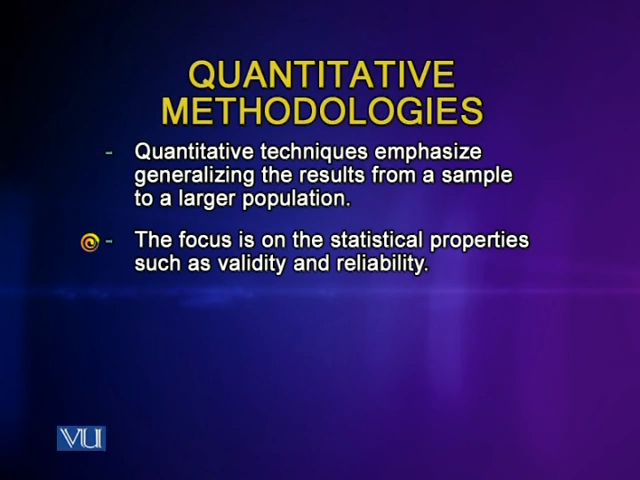 QUANTITATIVE
METHODOLOGIES
- Quantitative techniques emphasize
generalizing the results from a sample
to a larger population.
- The focus is on the statistical properties
such as validity and reliability.
VU